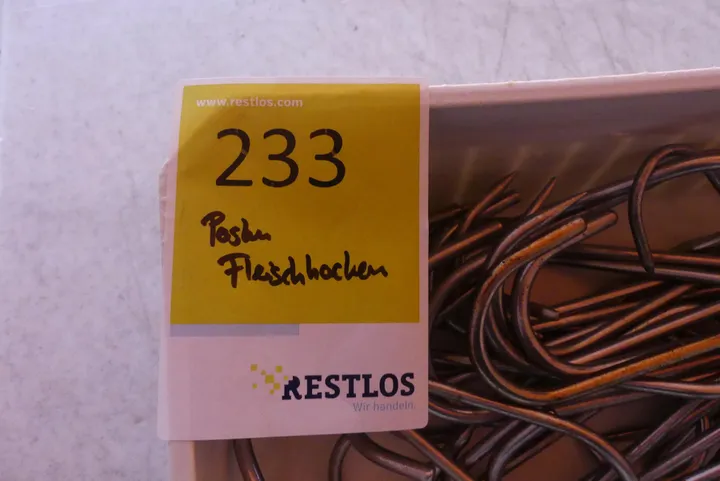 www.restlos.com
233
Posten
Fleischhacken
RESTLOS
Wir handeln.